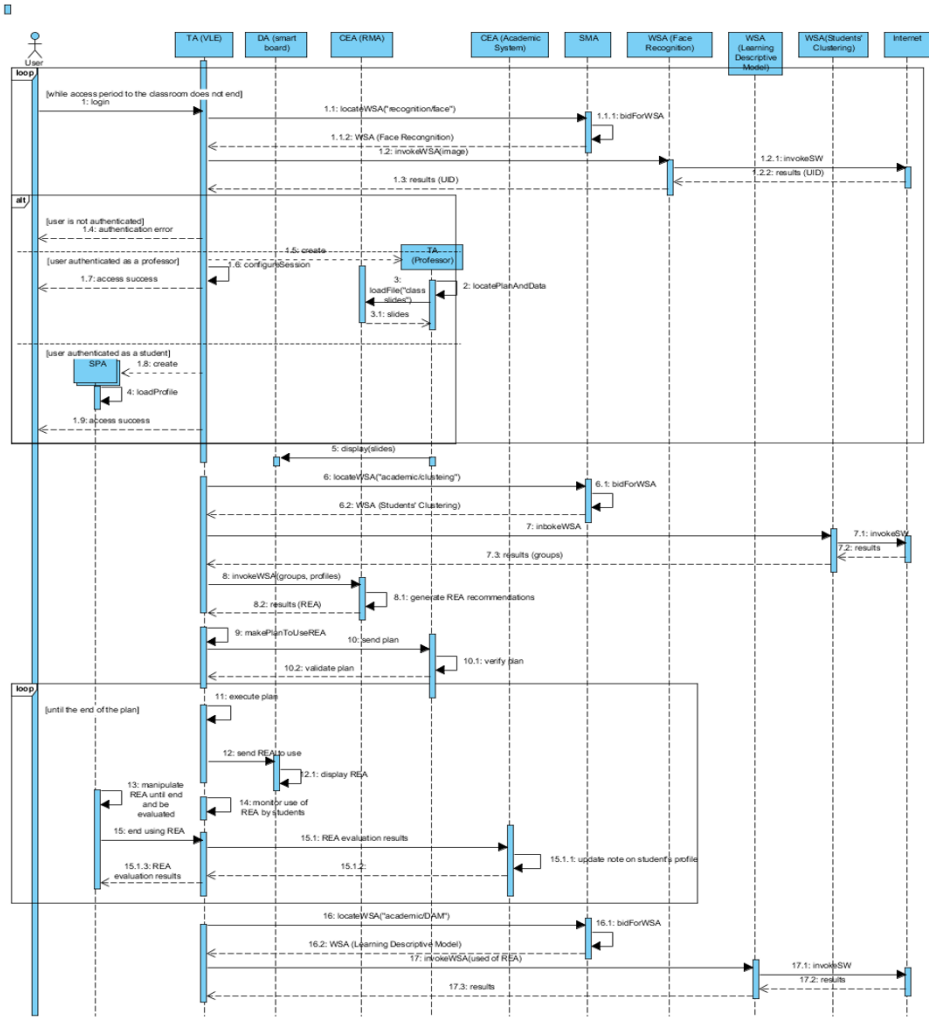 User
TA (VLE)
DA (smart
board)
CEA (RMA)
CEA (Academic
System)
SMA
WSA (Face
Recognition)
WSA
(Learning
Descriptive
Model)
WSA(Students'
Clustering)
Internet
loop
[while access period to the classroom does not end]
1: login
1.1: locateWSA("recognition/face")
1.1.1: bidForWSA
1.1.2: WSA (Face Recongnition)
1.2: invokeWSA(image)
1.2.1: invokeSW
1.2.2: results (UID)
1.3: results (UID)
alt
[user is not authenticated]
1.4: authentication error
1.5: create
TA
(Professor)
[user authenticated as a professor]
1.6: configureSession
1.7: access success
2: locatePlanAndData
3:
loadFile("class
slides")
3.1: slides
[user authenticated as a student]
SPA
1.8: create
4: loadProfile
1.9: access success
5: display(slides)
6: locateWSA("academic/clusteing")
6.1: bidForWSA
6.2: WSA (Students' Clustering)
7: inbokeWSA
7.1: invokeSW
7.2: results
7.3: results (groups)
8: invokeWSA(groups, profiles)
8.1: generate REA recommendations
8.2: results (REA)
9: makePlanToUseREA
10: send plan
10.1: verify plan
10.2: validate plan
loop
[until the end of the plan]
11: execute plan
12: send REA to use
12.1: display REA
13: manipulate
REA until end
and be
evaluated
14: monitor use of
REA by students
15: end using REA
15.1: REA evaluation results
15.1.1: update note on student's profile
15.1.2:
15.1.3: REA
evaluation results
16: locateWSA("academic/DAM")
16.1: bidForWSA
16.2: WSA (Learning Descriptive Model)
17: invokeWSA(used of REA)
17.1: invokeSW
17.2: results
17.3: results